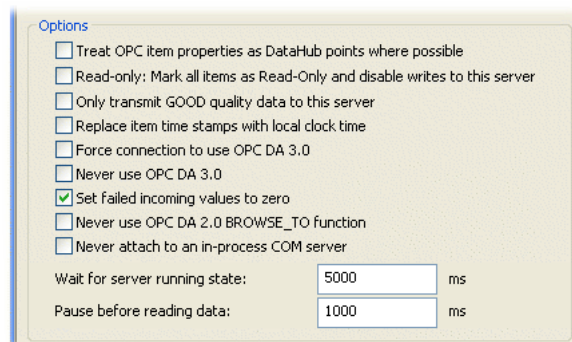 Options
Treat OPC item properties as DataHub points where possible
Read-only: Mark all items as Read-Only and disable writes to this server
Only transmit GOOD quality data to this server
Replace item time stamps with local clock time
Force connection to use OPC DA 3.0
Never use OPC DA 3.0
Set failed incoming values to zero
Never use OPC DA 2.0 BROWSE_TO function
Never attach to an in-process COM server
Wait for server running state: 5000 ms
Pause before reading data: 1000 ms